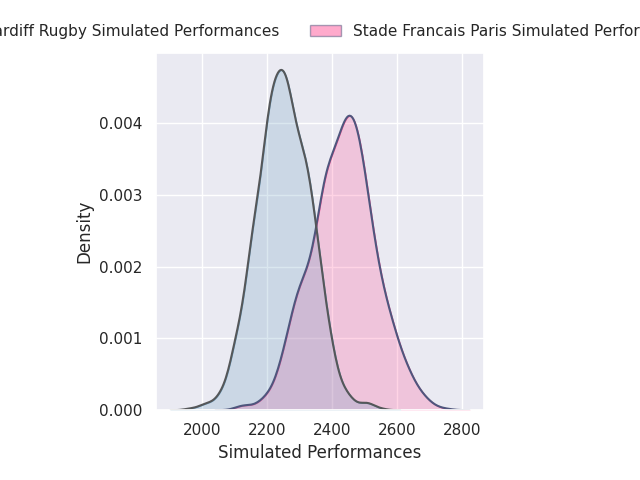 rdiff Rugby Simulated Performances
Stade Francais Paris Simulated Perfor
0.004
0.003
0.002
0.001
0.000
Density
2000 2200 2400 2600 2800
Simulated Performances